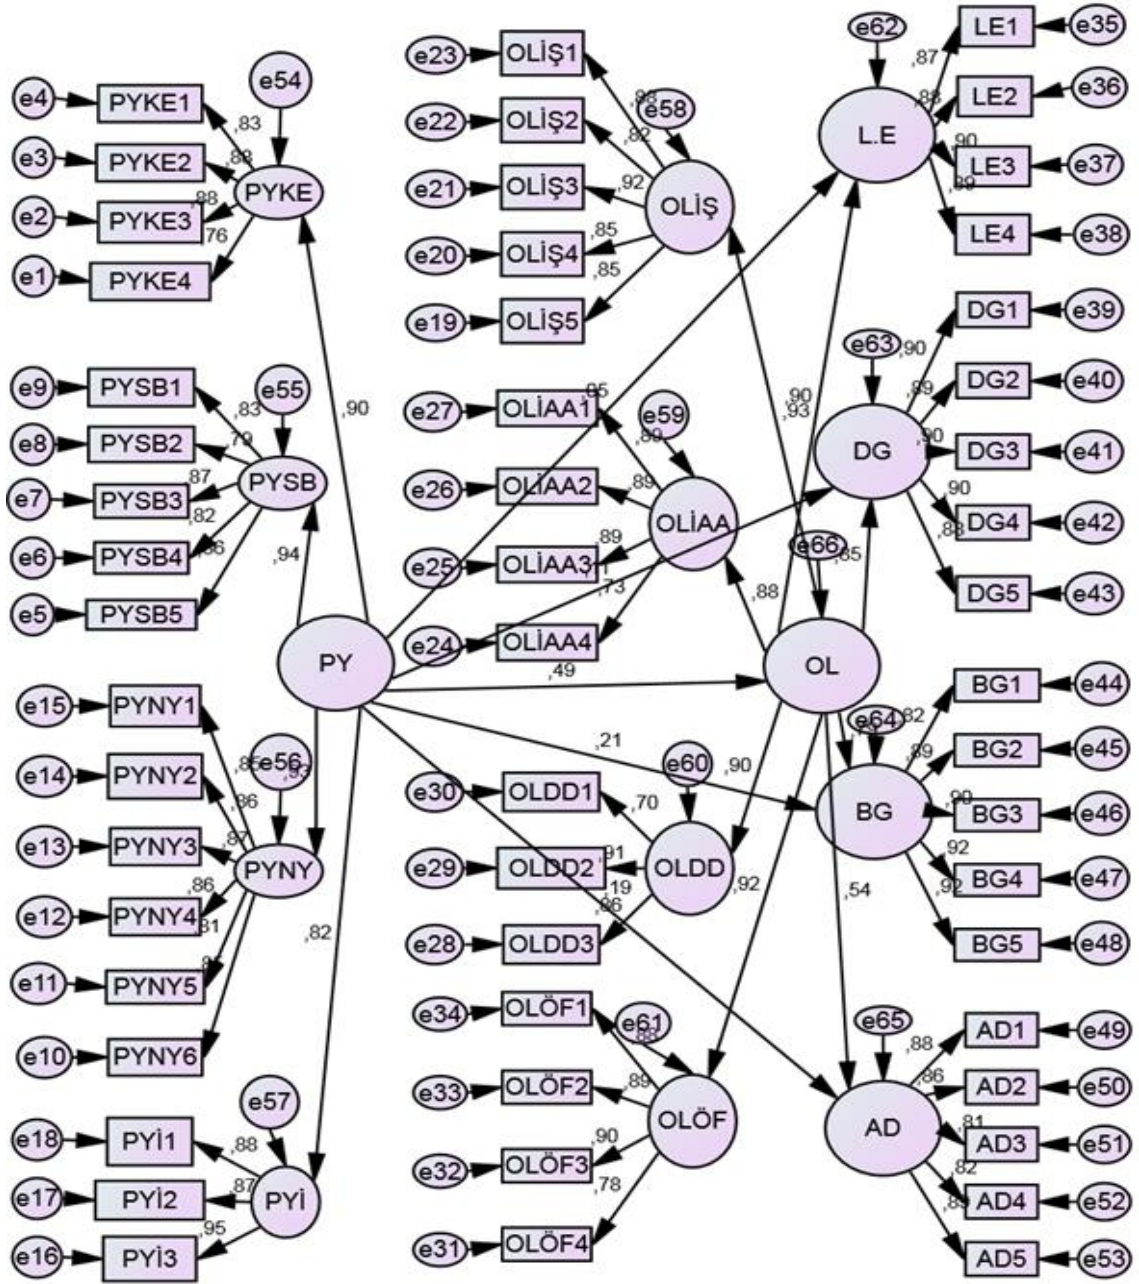 e4 PYKE1
e3 PYKE2
e2 PYKE3
e1 PYKE4
e54
PYKE
,83
,88
,88
,76
e9 PYSB1
e8 PYSB2
e7 PYSB3
e6 PYSB4
e5 PYSB5
e55
PYSB
,83
,79
,87
,82
,90
,94
PY
e15 PYNY1
e14 PYNY2
e13 PYNY3
e12 PYNY4
e11 PYNY5
e10 PYNY6
e56
PYNY
,86
,87
,86
,82
e18 PYİ1
e17 PYİ2
e16 PYİ3
e57
PYİ
,88
,87
,95
e23 OLİŞ1
e22 OLİŞ2
e21 OLİŞ3
e20 OLİŞ4
e19 OLİŞ5
e58
OLİŞ
,82
,92
,85
,85
e27 OLİAA1
e26 OLİAA2
e25 OLİAA3
e24 OLİAA4
e59
OLİAA
,89
,89
,89
,73
,88
,49
,21
e30 OLDD1
e29 OLDD2
e28 OLDD3
e60
OLDD
,70
,91
,19
,86
,90
,92
e34 OLÖF1
e33 OLÖF2
e32 OLÖF3
e31 OLÖF4
e61
OLÖF
,88
,89
,90
,78
e62
L.E
LE1 e35
LE2 e36
LE3 e37
LE4 e38
,87
,88
,90
,89
,90
,93
e63
DG
DG1 e39
DG2 e40
DG3 e41
DG4 e42
DG5 e43
,90
,89
,90
,90
,88
e66
,85
OL
e64
BG
BG1 e44
BG2 e45
BG3 e46
BG4 e47
BG5 e48
,82
,89
,90
,92
,92
,54
e65
AD
AD1 e49
AD2 e50
AD3 e51
AD4 e52
AD5 e53
,88
,86
,81
,82